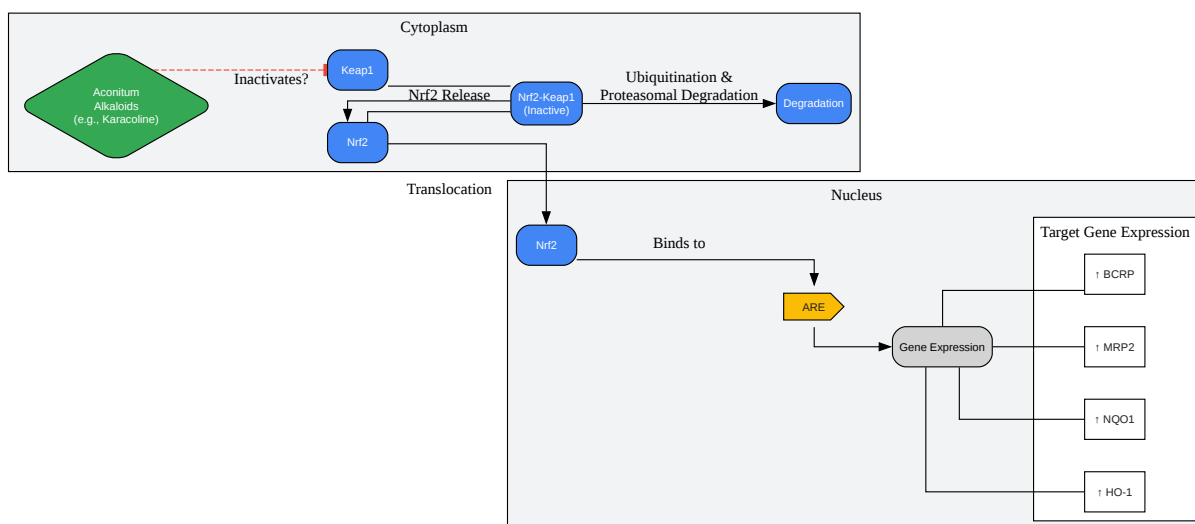 Cytoplasm
Aconitum
Alkaloids
(e.g., Karacoline)
Inactivates?
Keap1
Nrf2 Release
Nrf2-Keap1
(Inactive)
Ubiquitination &
Proteasomal Degradation
Degradation
Nrf2
Translocation
Nucleus
Nrf2
Binds to
ARE
Gene Expression
Target Gene Expression
↑ BCRP
↑ MRP2
↑ NQO1
↑ HO-1